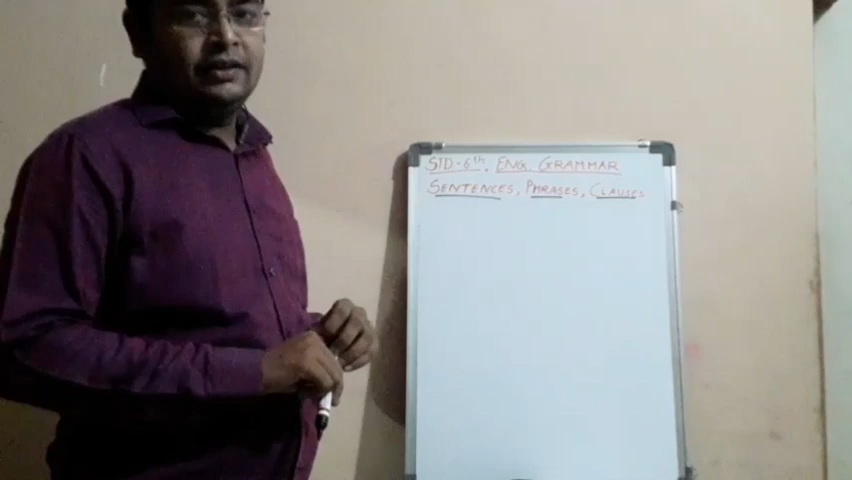 STD-6th. ENG. GRAMMAR
SENTENCES, PHRASES, CLAUSES